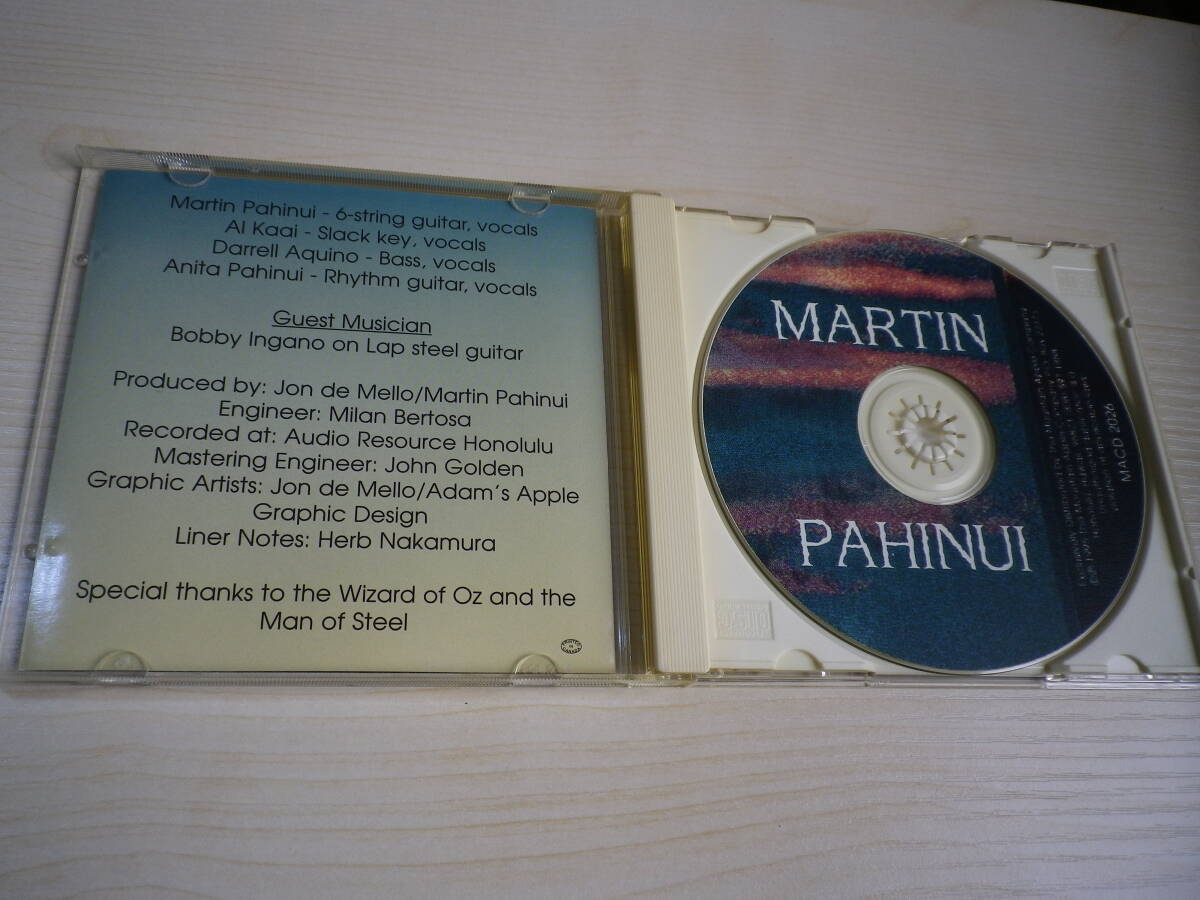 Martin Pahinui - 6-string guitar, vocals
Al Kaai - Slack key, vocals
Darrell Aquino - Bass, vocals
Anita Pahinui - Rhythm guitar, vocals
Guest Musician
Bobby Ingano on Lap steel guitar
Produced by: Jon de Mello/Martin Pahinui
Engineer: Milan Bertosa
Recorded at: Audio Resource Honolulu
Mastering Engineer: John Golden
Graphic Artists: Jon de Mello/Adam's Apple
Graphic Design
Liner Notes: Herb Nakamura
Special thanks to the Wizard of Oz and the
Man of Steel
PRINTED
IN
CANADA
MARTIN
PAHINUI
MACD 2026